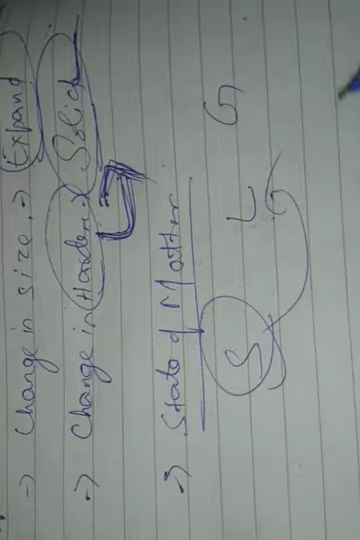 → Change in size → Expand
→ Change in Harden → Solid
→ State of Matter
S L G
G